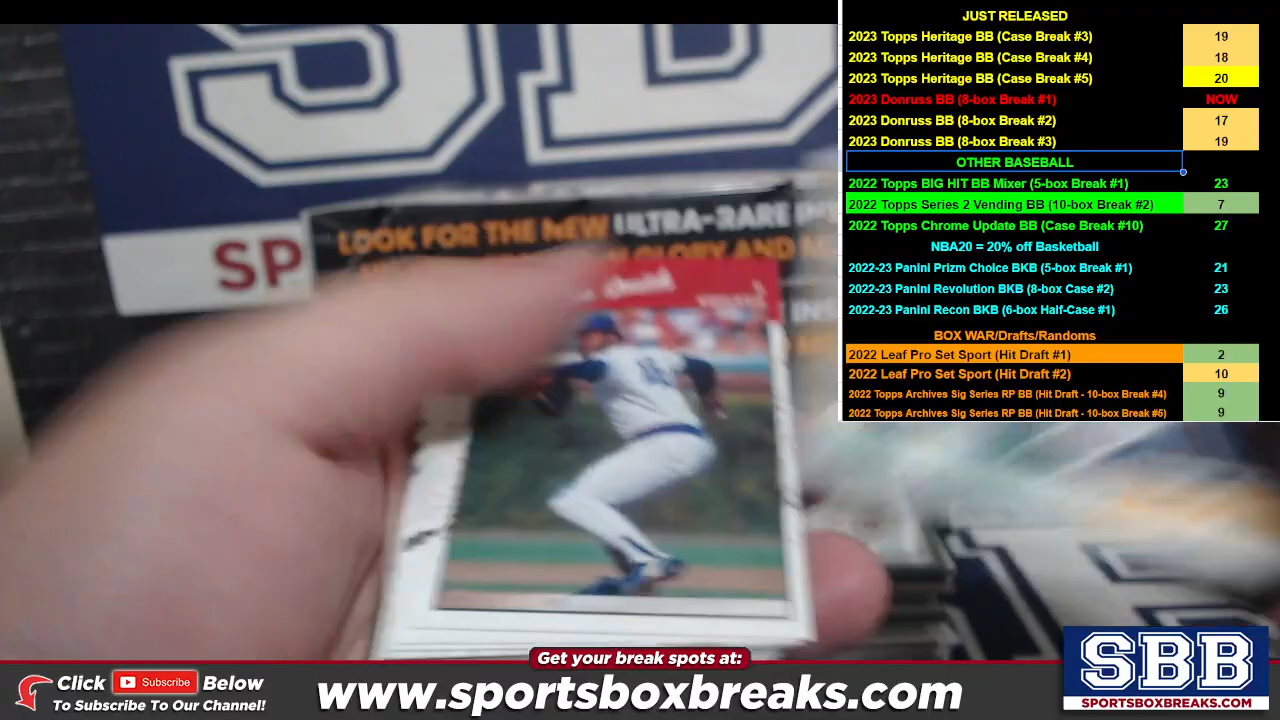 JUST RELEASED
2023 Topps Heritage BB (Case Break #3) 19
2023 Topps Heritage BB (Case Break #4) 18
2023 Topps Heritage BB (Case Break #5) 20
2023 Donruss BB (8-box Break #1) NOW
2023 Donruss BB (8-box Break #2) 17
2023 Donruss BB (8-box Break #3) 19
OTHER BASEBALL
2022 Topps BIG HIT BB Mixer (5-box Break #1) 23
2022 Topps Series 2 Vending BB (10-box Break #2) 7
2022 Topps Chrome Update BB (Case Break #10) 27
NBA20 = 20% off Basketball
2022-23 Panini Prizm Choice BKB (5-box Break #1) 21
2022-23 Panini Revolution BKB (8-box Case #2) 23
2022-23 Panini Recon BKB (6-box Half-Case #1) 26
BOX WAR/Drafts/Randoms
2022 Leaf Pro Set Sport (Hit Draft #1) 2
2022 Leaf Pro Set Sport (Hit Draft #2) 10
2022 Topps Archives Sig Series RP BB (Hit Draft - 10-box Break #4) 9
2022 Topps Archives Sig Series RP BB (Hit Draft - 10-box Break #5) 9
SP
LOOK FOR THE NEW ULTRA-RARE
GLORY AND
Get your break spots at:
Click Subscribe Below
To Subscribe To Our Channel!
www.sportsboxbreaks.com
SBB
SPORTSBOXBREAKS.COM